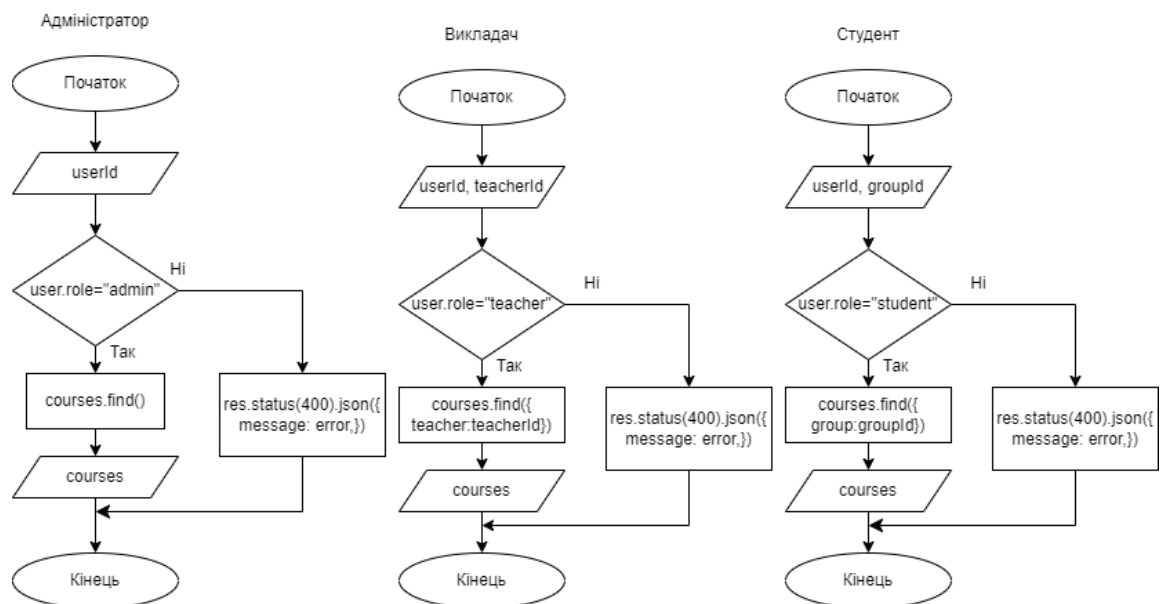 Адміністратор
Початок
userId
user.role="admin"
Ні
Так
courses.find()
res.status(400).json({
message: error,})
courses
Кінець
Викладач
Початок
userId, teacherId
user.role="teacher"
Ні
Так
courses.find({
teacher:teacherId})
res.status(400).json({
message: error,})
courses
Кінець
Студент
Початок
userId, groupId
user.role="student"
Ні
Так
courses.find({
group:groupId})
res.status(400).json({
message: error,})
courses
Кінець